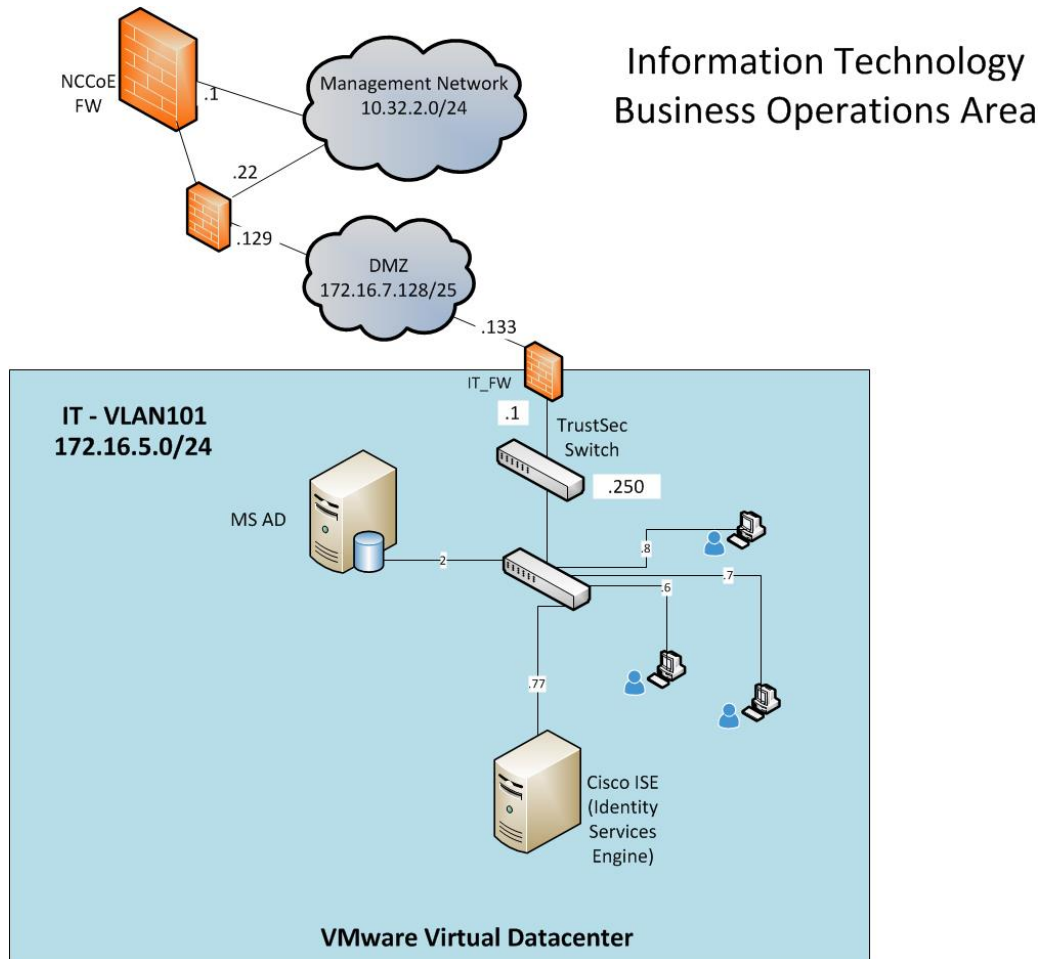 Information Technology
Business Operations Area
NCCoE
FW
.1
Management Network
10.32.2.0/24
.22
.129
DMZ
172.16.7.128/25
.133
IT_FW
IT - VLAN101
172.16.5.0/24
.1
TrustSec
Switch
.250
MS AD
2
.8
.7
.6
.77
Cisco ISE
(Identity
Services
Engine)
VMware Virtual Datacenter